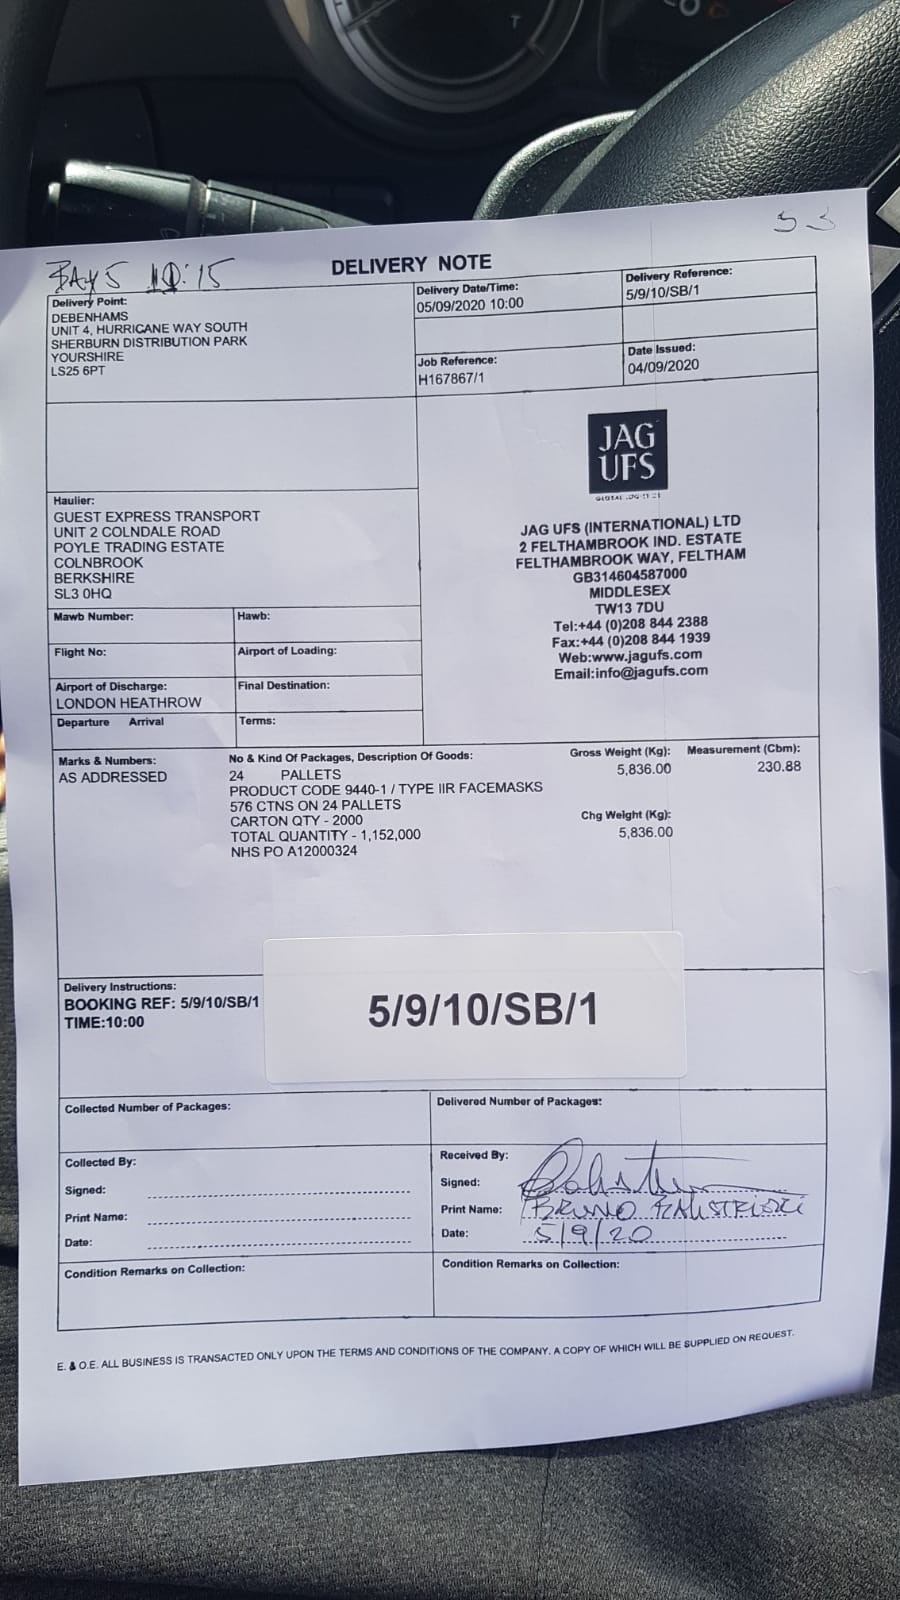 53
BAY 5 10:15
DELIVERY NOTE
Delivery Point:
DEBENHAMS
UNIT 4, HURRICANE WAY SOUTH
SHERBURN DISTRIBUTION PARK
YOURSHIRE
LS25 6PT
Delivery Date/Time:
05/09/2020 10:00
Delivery Reference:
5/9/10/SB/1
Job Reference:
H167867/1
Date Issued:
04/09/2020
JAG
UFS
JAG UFS (INTERNATIONAL) LTD
2 FELTHAMBROOK IND. ESTATE
FELTHAMBROOK WAY, FELTHAM
GB314604587000
MIDDLESEX
TW13 7DU
Tel:+44 (0)208 844 2388
Fax:+44 (0)208 844 1939
Web:www.jagufs.com
Email:info@jagufs.com
Haulier:
GUEST EXPRESS TRANSPORT
UNIT 2 COLNDALE ROAD
POYLE TRADING ESTATE
COLNBROOK
BERKSHIRE
SL3 0HQ
Mawb Number:
Hawb:
Flight No:
Airport of Loading:
Airport of Discharge:
LONDON HEATHROW
Final Destination:
Departure Arrival
Terms:
Marks & Numbers:
AS ADDRESSED
No & Kind Of Packages, Description Of Goods:
24 PALLETS
PRODUCT CODE 9440-1 / TYPE IIR FACEMASKS
576 CTNS ON 24 PALLETS
CARTON QTY - 2000
TOTAL QUANTITY - 1,152,000
NHS PO A12000324
Gross Weight (Kg):
5,836.00
Measurement (Cbm):
230.88
Chg Weight (Kg):
5,836.00
Delivery Instructions:
BOOKING REF: 5/9/10/SB/1
TIME:10:00
5/9/10/SB/1
Collected Number of Packages:
Delivered Number of Packages:
Collected By:
Signed:
Print Name:
Date:
Received By:
Signed:
Print Name: BRUNO
Date: 5/9/20
Condition Remarks on Collection:
Condition Remarks on Collection:
E. & O.E. ALL BUSINESS IS TRANSACTED ONLY UPON THE TERMS AND CONDITIONS OF THE COMPANY. A COPY OF WHICH WILL BE SUPPLIED ON REQUEST.